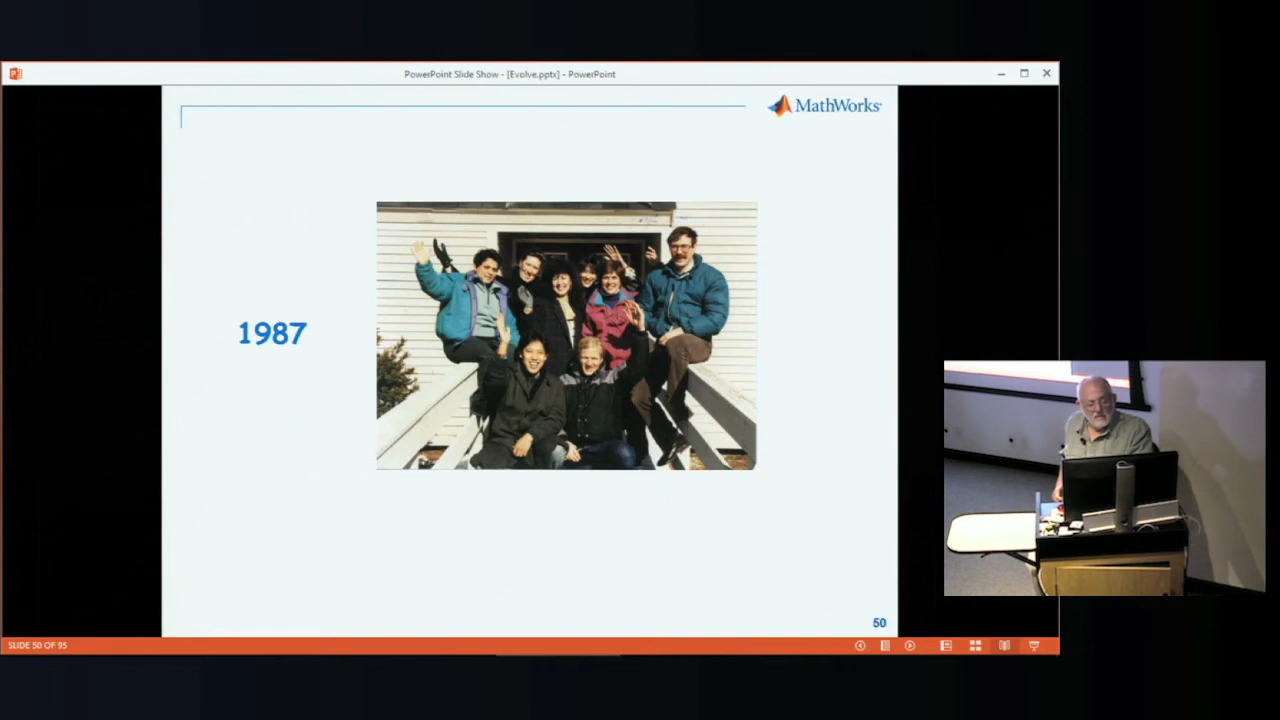 PowerPoint Slide Show - [Evolve.pptx] - PowerPoint
MathWorks
1987
50
SLIDE 50 OF 95